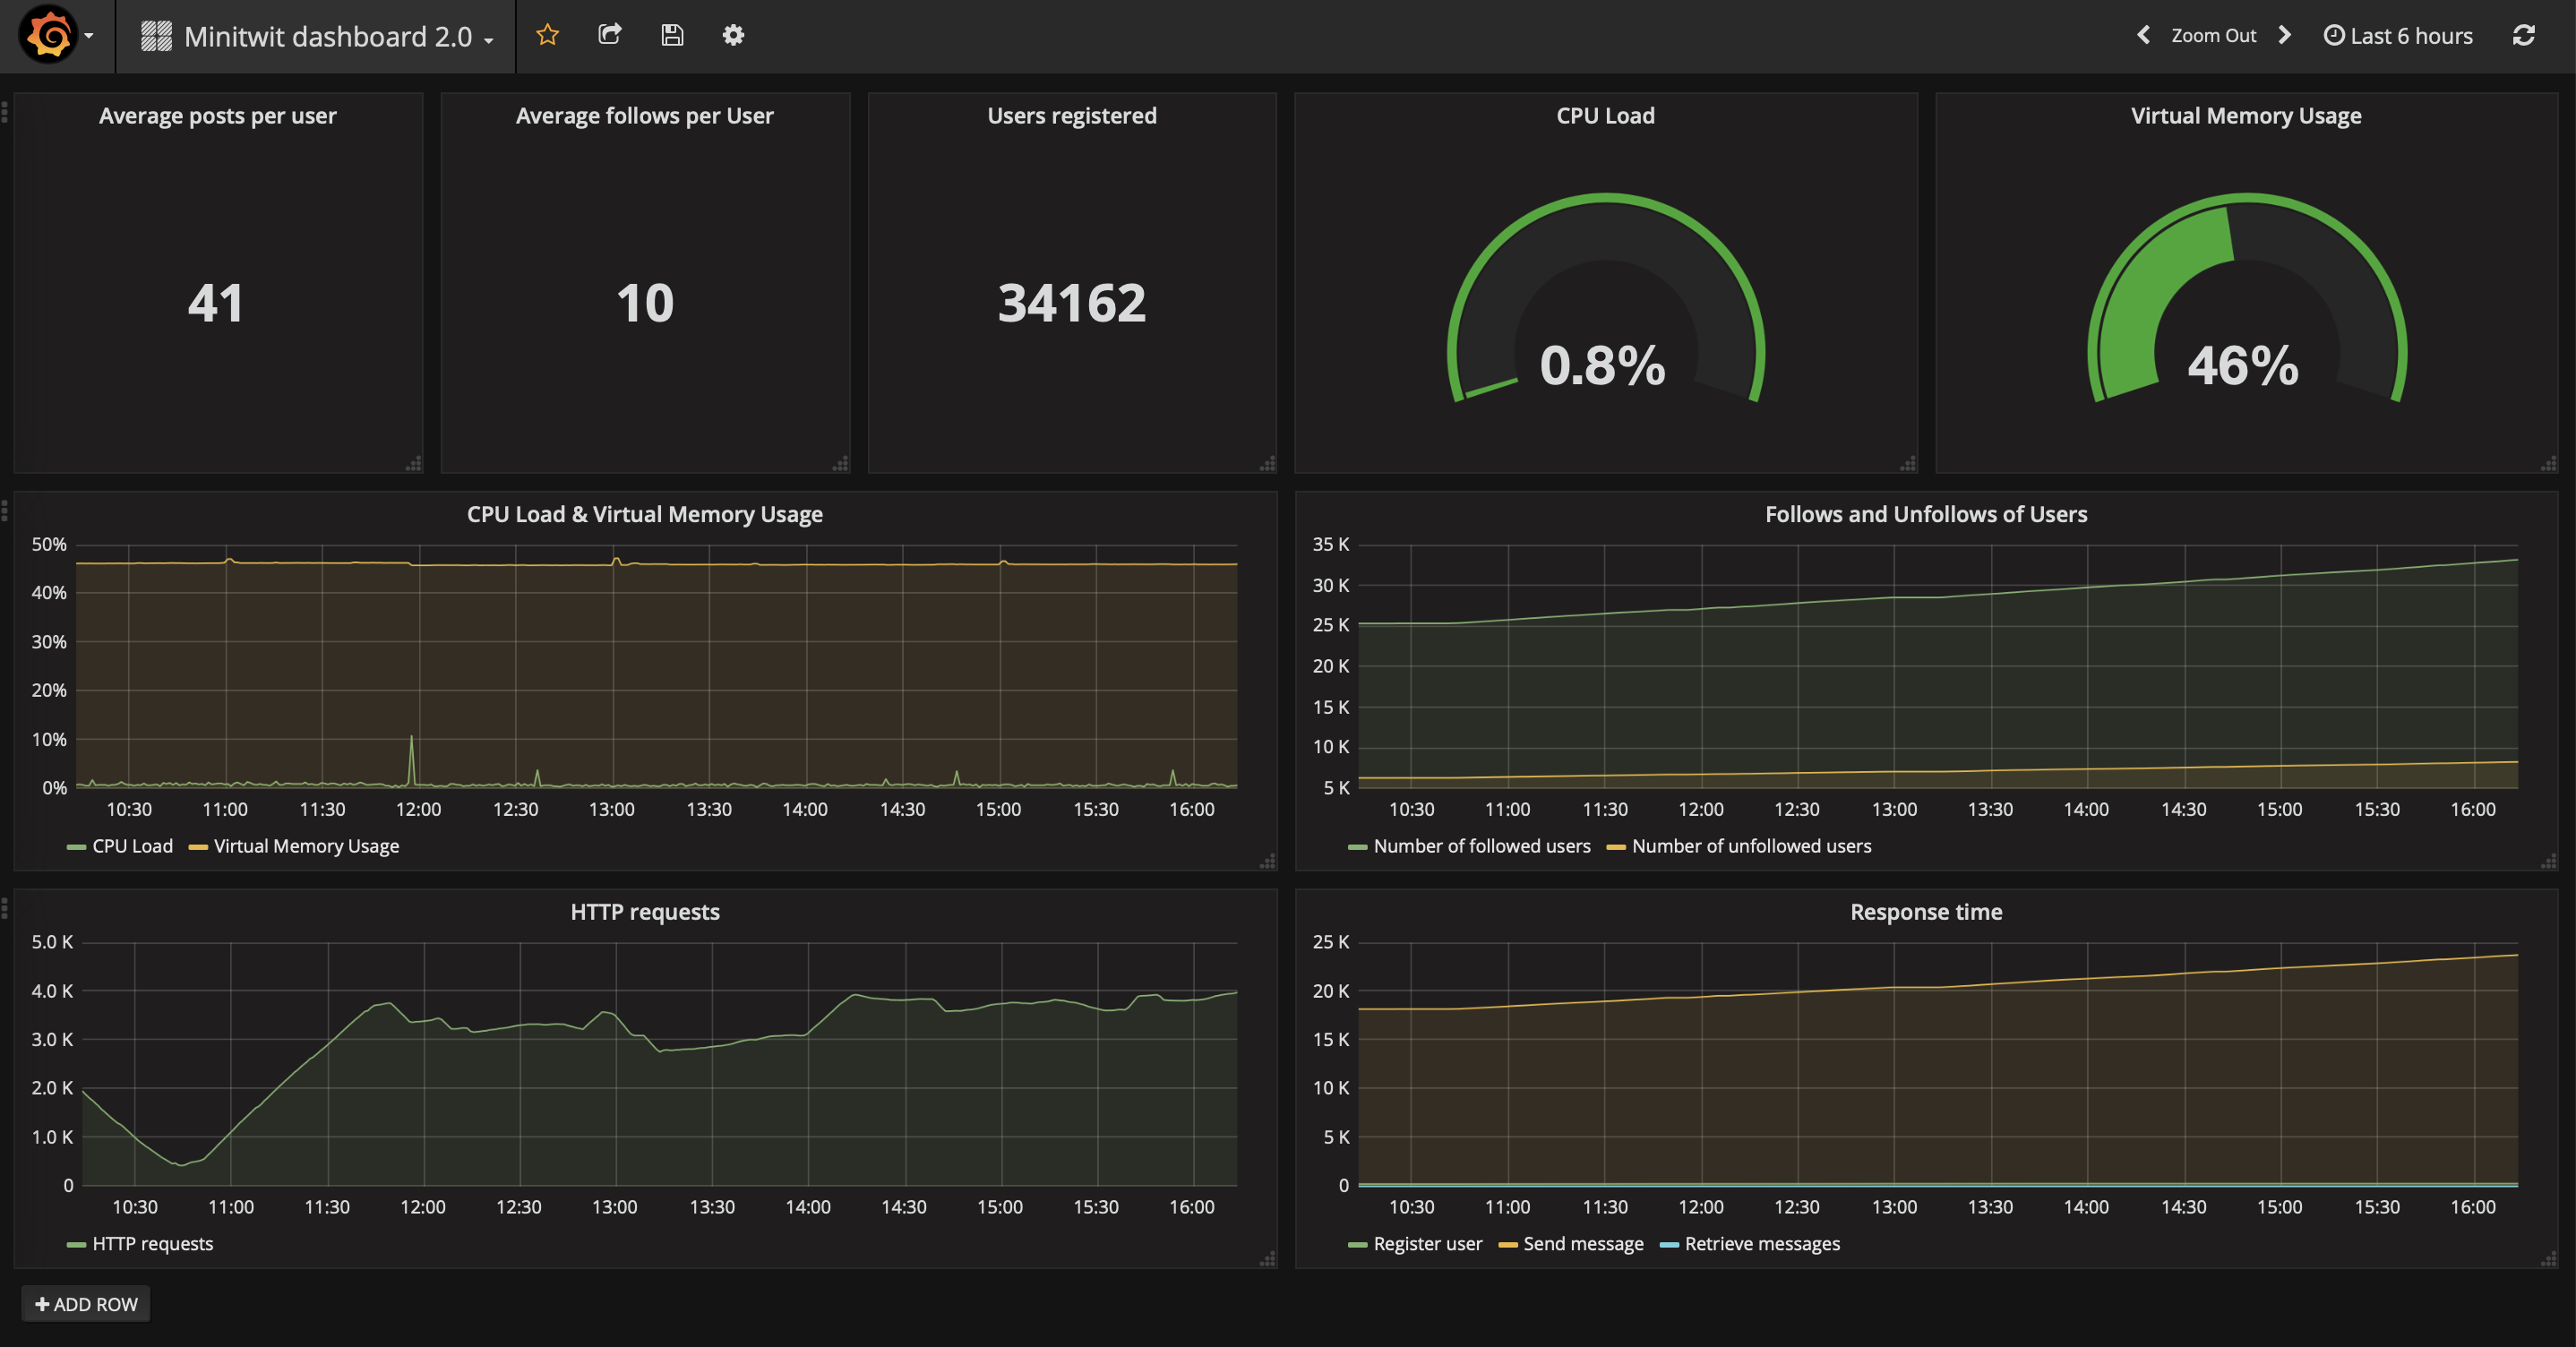 Minitwit dashboard 2.0
Zoom Out
Last 6 hours
Average posts per user
41
Average follows per User
10
Users registered
34162
CPU Load
0.8%
Virtual Memory Usage
46%
CPU Load & Virtual Memory Usage
50%
40%
30%
20%
10%
0%
10:30 11:00 11:30 12:00 12:30 13:00 13:30 14:00 14:30 15:00 15:30 16:00
CPU Load Virtual Memory Usage
Follows and Unfollows of Users
35 K
30 K
25 K
20 K
15 K
10 K
5 K
10:30 11:00 11:30 12:00 12:30 13:00 13:30 14:00 14:30 15:00 15:30 16:00
Number of followed users Number of unfollowed users
HTTP requests
5.0 K
4.0 K
3.0 K
2.0 K
1.0 K
0
10:30 11:00 11:30 12:00 12:30 13:00 13:30 14:00 14:30 15:00 15:30 16:00
HTTP requests
Response time
25 K
20 K
15 K
10 K
5 K
0
10:30 11:00 11:30 12:00 12:30 13:00 13:30 14:00 14:30 15:00 15:30 16:00
Register user Send message Retrieve messages
+ ADD ROW